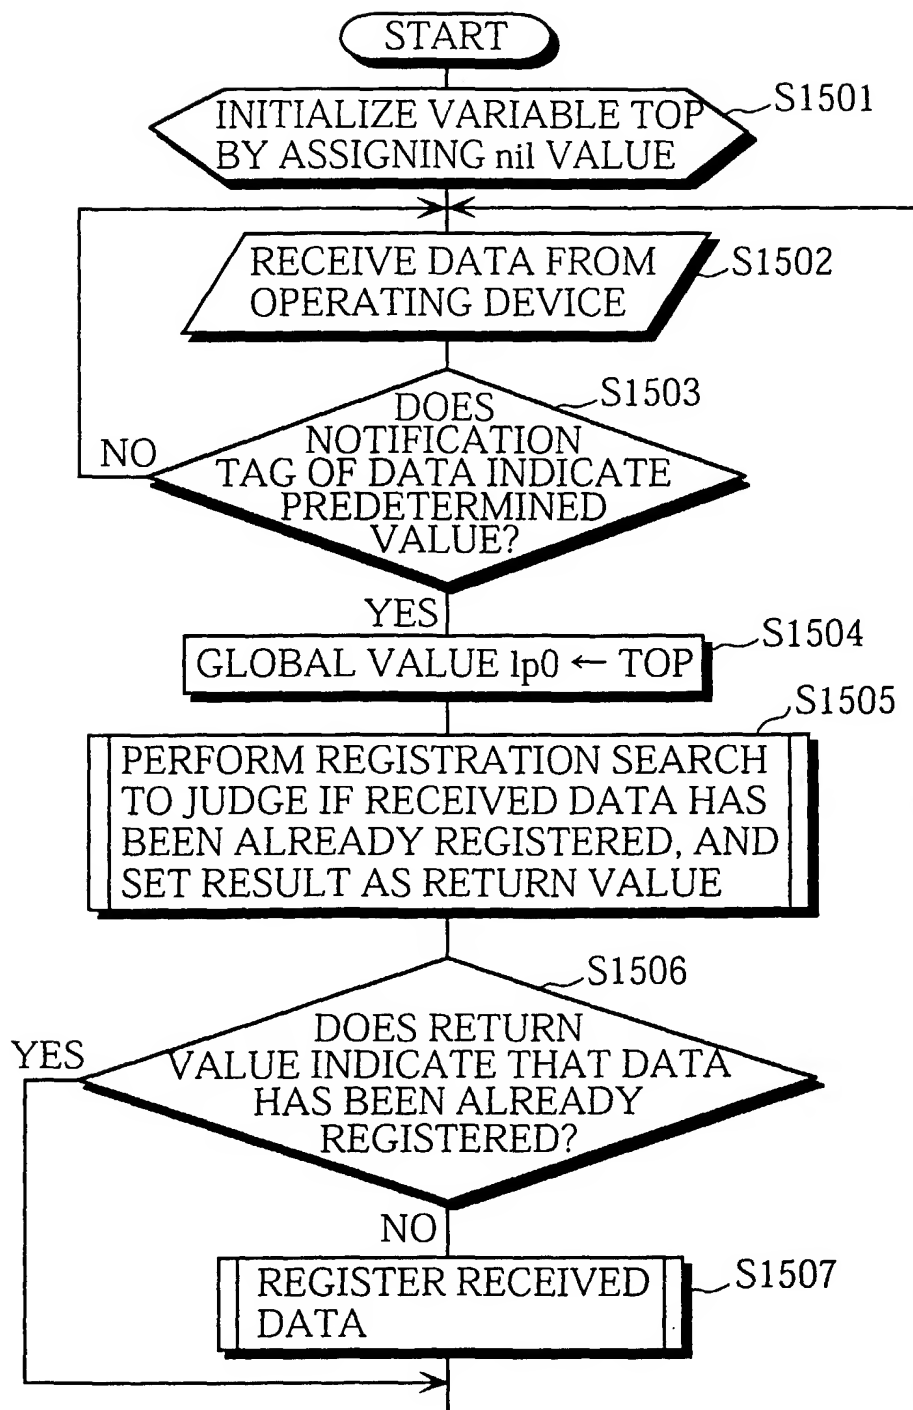 START
INITIALIZE VARIABLE TOP
BY ASSIGNING nil VALUE
S1501
RECEIVE DATA FROM
OPERATING DEVICE
S1502
S1503
DOES
NOTIFICATION
TAG OF DATA INDICATE
PREDETERMINED
VALUE?
NO
YES
S1504
GLOBAL VALUE lp0 ← TOP
S1505
PERFORM REGISTRATION SEARCH
TO JUDGE IF RECEIVED DATA HAS
BEEN ALREADY REGISTERED, AND
SET RESULT AS RETURN VALUE
S1506
DOES RETURN
VALUE INDICATE THAT DATA
HAS BEEN ALREADY
REGISTERED?
YES
NO
S1507
REGISTER RECEIVED
DATA